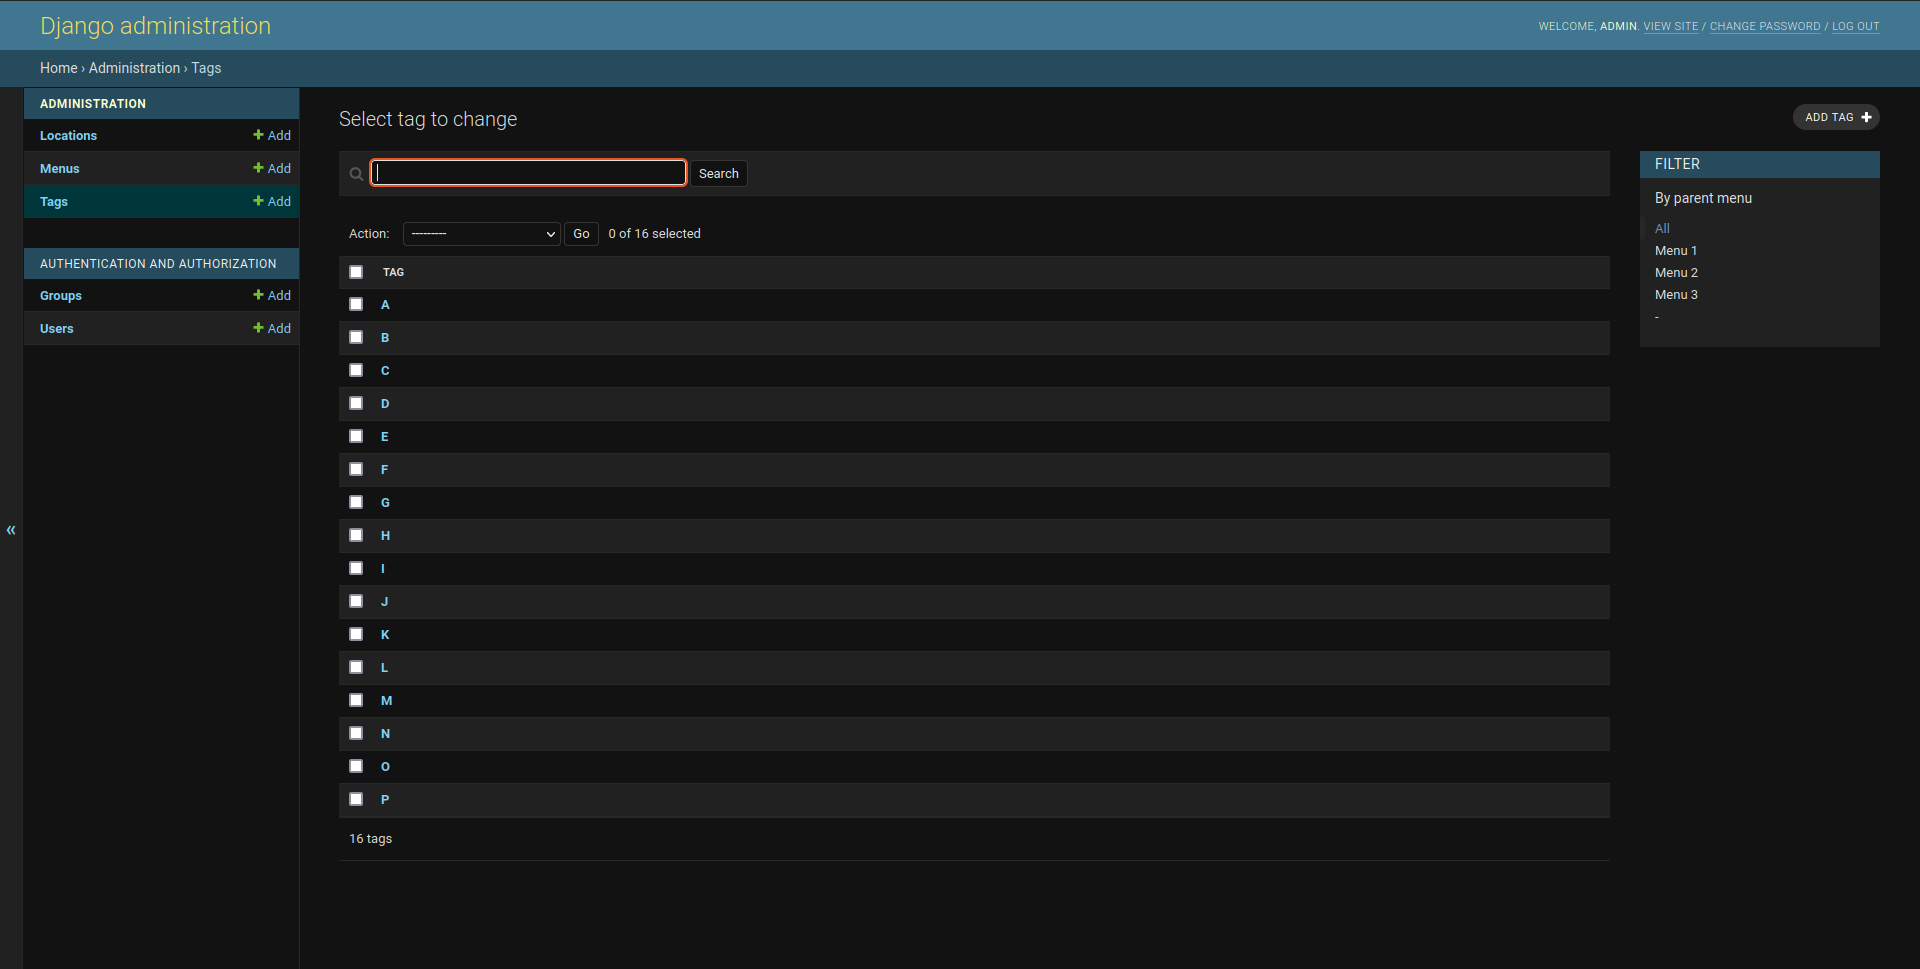 Django administration
WELCOME, ADMIN. VIEW SITE / CHANGE PASSWORD / LOG OUT
Home › Administration › Tags
ADMINISTRATION
Locations + Add
Menus + Add
Tags + Add
AUTHENTICATION AND AUTHORIZATION
Groups + Add
Users + Add
«
Select tag to change
ADD TAG +
Search
Action: --------- Go 0 of 16 selected
TAG
A
B
C
D
E
F
G
H
I
J
K
L
M
N
O
P
16 tags
FILTER
By parent menu
All
Menu 1
Menu 2
Menu 3
-